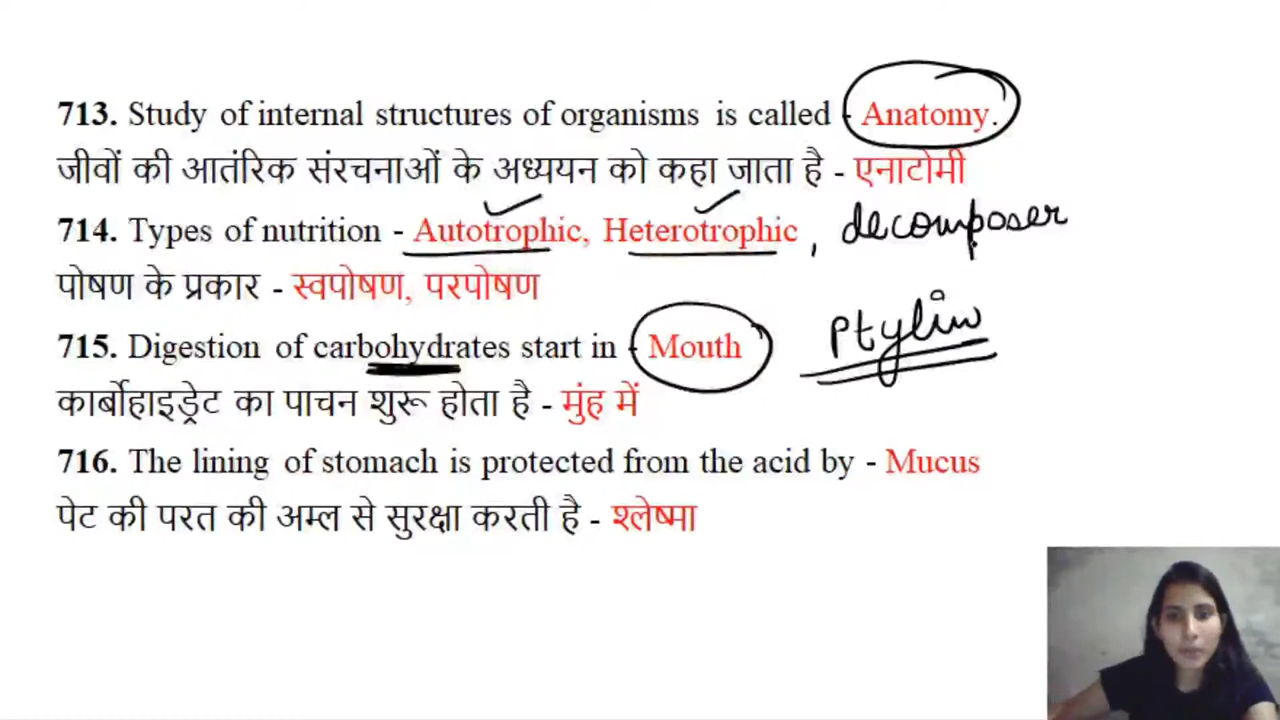 713. Study of internal structures of organisms is called - Anatomy.
जीवों की आतंरिक संरचनाओं के अध्ययन को कहा जाता है - एनाटोमी
714. Types of nutrition - Autotrophic, Heterotrophic , decomposer
पोषण के प्रकार - स्वपोषण, परपोषण
715. Digestion of carbohydrates start in - Mouth Ptylin
कार्बोहाइड्रेट का पाचन शुरू होता है - मुंह में
716. The lining of stomach is protected from the acid by - Mucus
पेट की परत की अम्ल से सुरक्षा करती है - श्लेष्मा